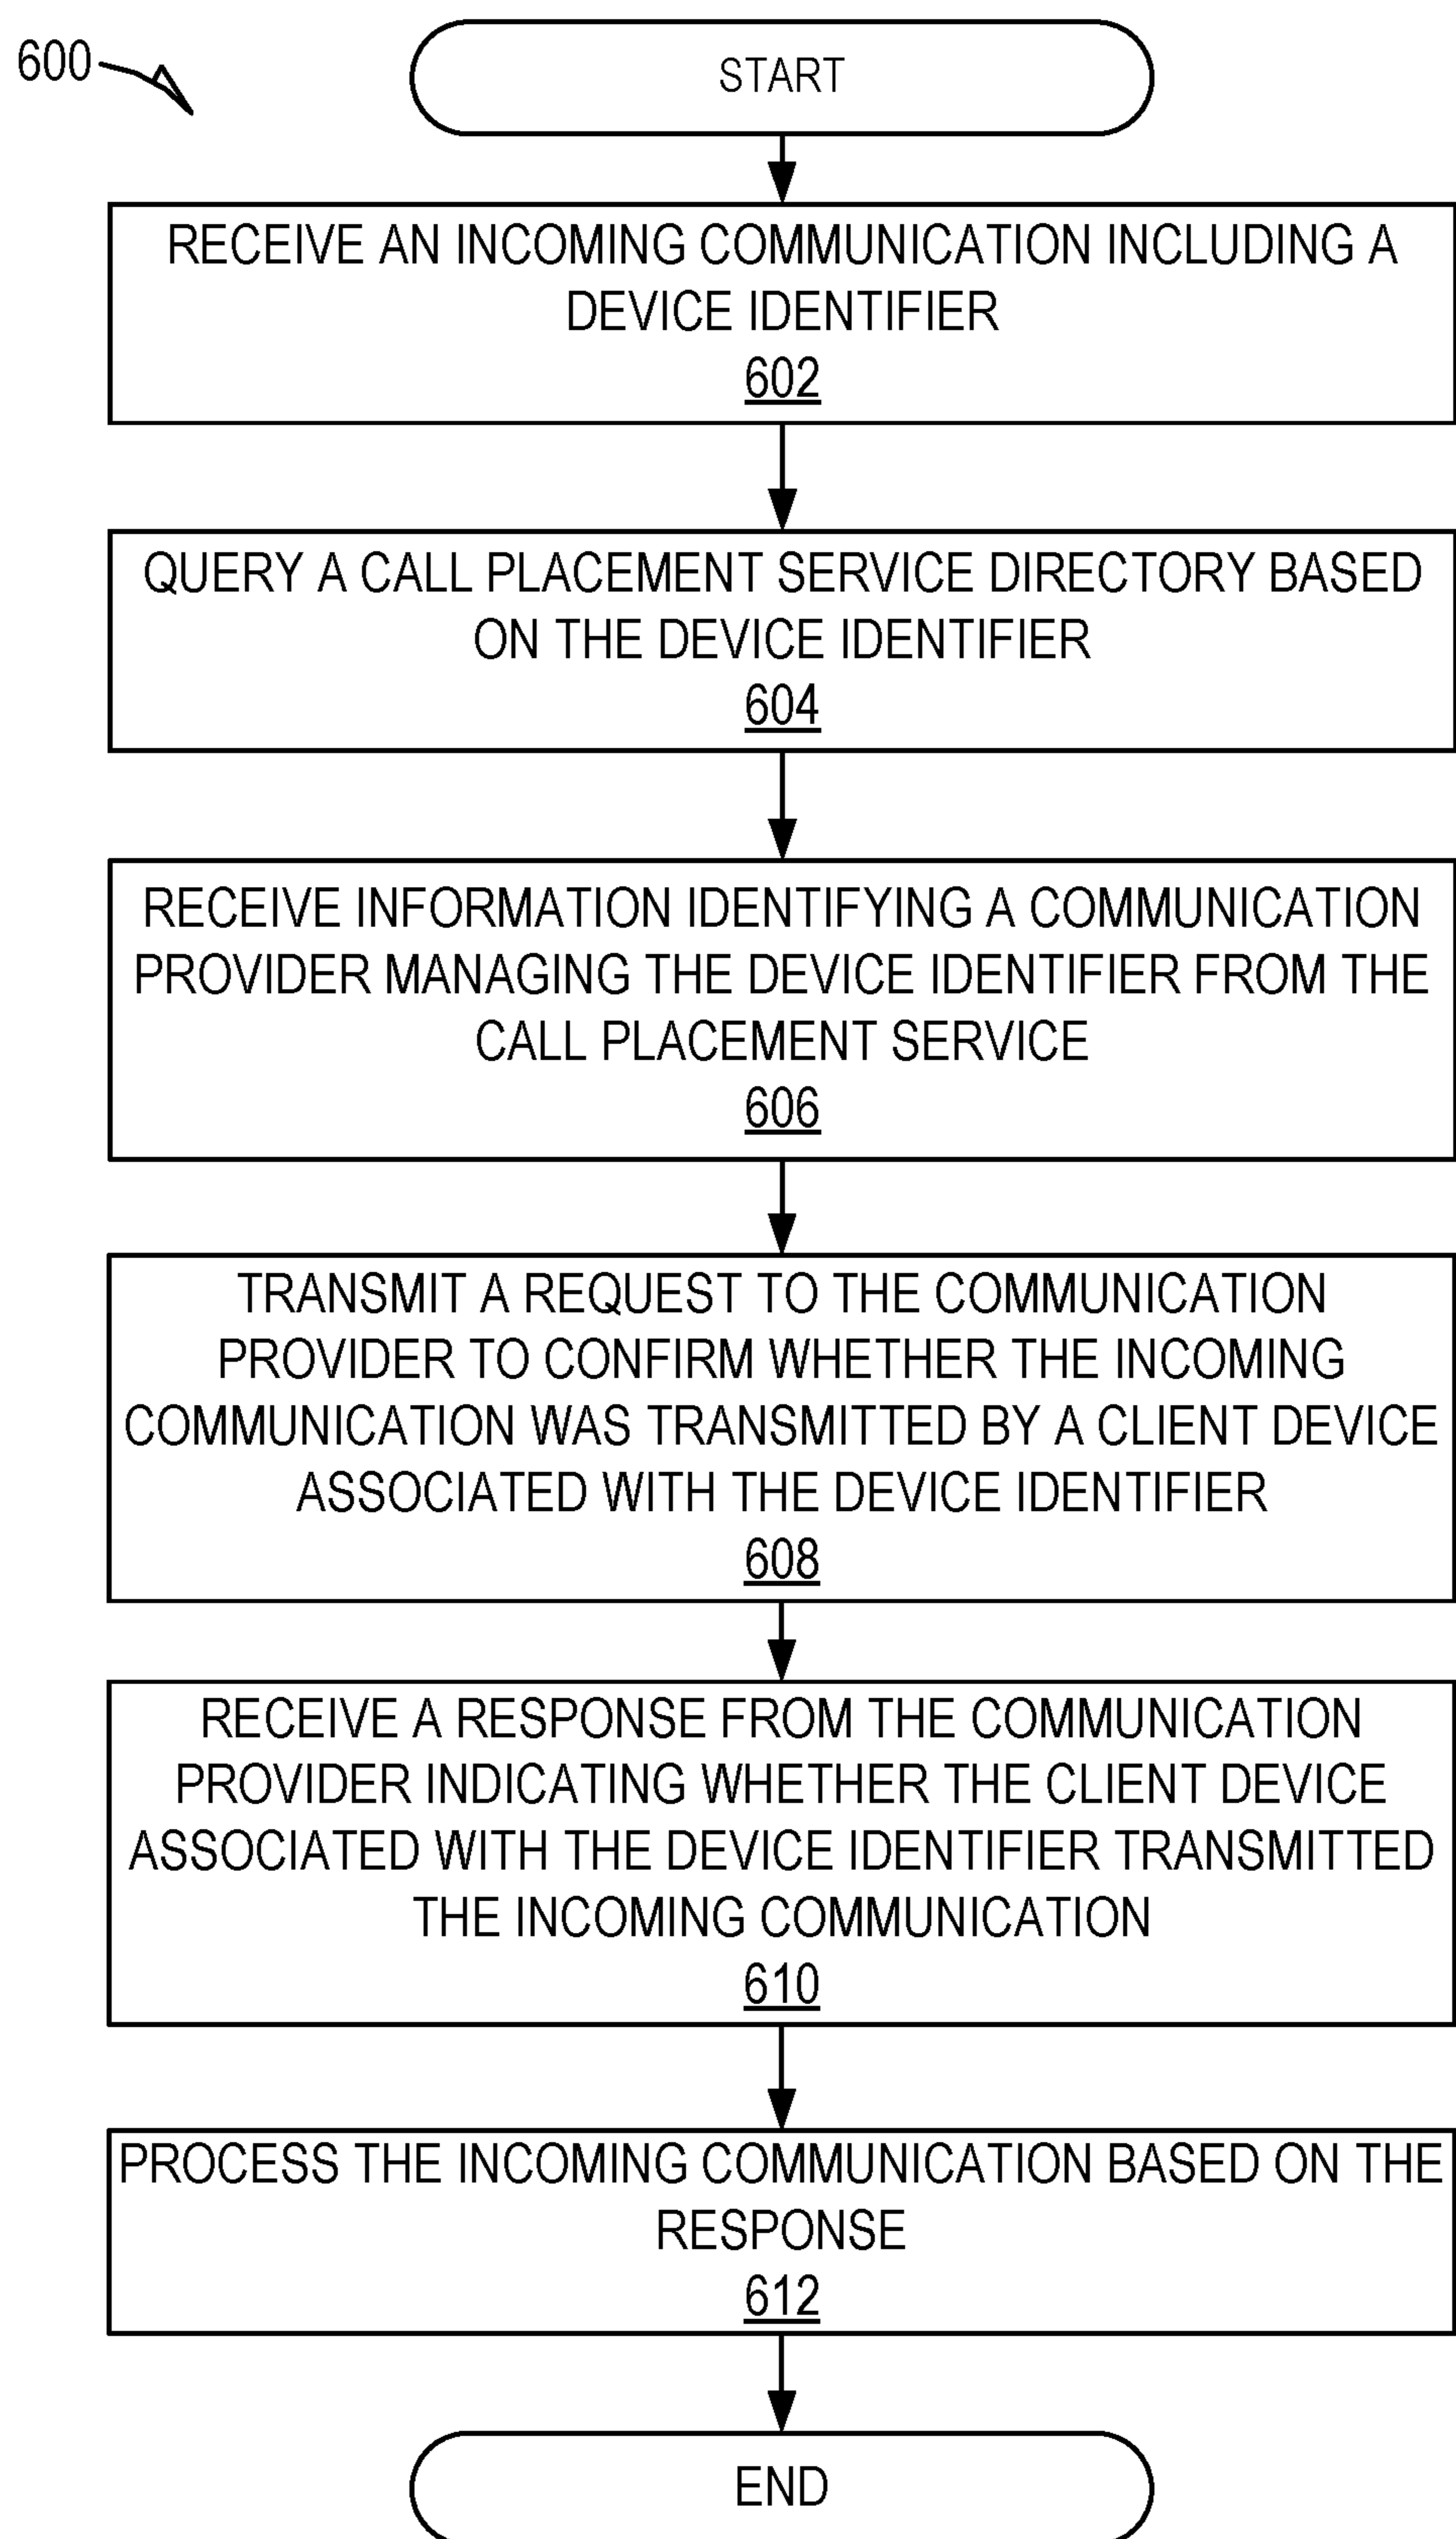 600
START
RECEIVE AN INCOMING COMMUNICATION INCLUDING A
DEVICE IDENTIFIER
602
QUERY A CALL PLACEMENT SERVICE DIRECTORY BASED
ON THE DEVICE IDENTIFIER
604
RECEIVE INFORMATION IDENTIFYING A COMMUNICATION
PROVIDER MANAGING THE DEVICE IDENTIFIER FROM THE
CALL PLACEMENT SERVICE
606
TRANSMIT A REQUEST TO THE COMMUNICATION
PROVIDER TO CONFIRM WHETHER THE INCOMING
COMMUNICATION WAS TRANSMITTED BY A CLIENT DEVICE
ASSOCIATED WITH THE DEVICE IDENTIFIER
608
RECEIVE A RESPONSE FROM THE COMMUNICATION
PROVIDER INDICATING WHETHER THE CLIENT DEVICE
ASSOCIATED WITH THE DEVICE IDENTIFIER TRANSMITTED
THE INCOMING COMMUNICATION
610
PROCESS THE INCOMING COMMUNICATION BASED ON THE
RESPONSE
612
END